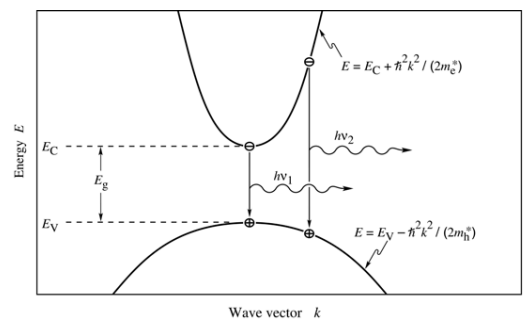 E = E_C + ℏ²k² / (2m_e*)
Energy E
E_C
hν₂
E_g
hν₁
E_V
E = E_V − ℏ²k² / (2m_h*)
Wave vector k